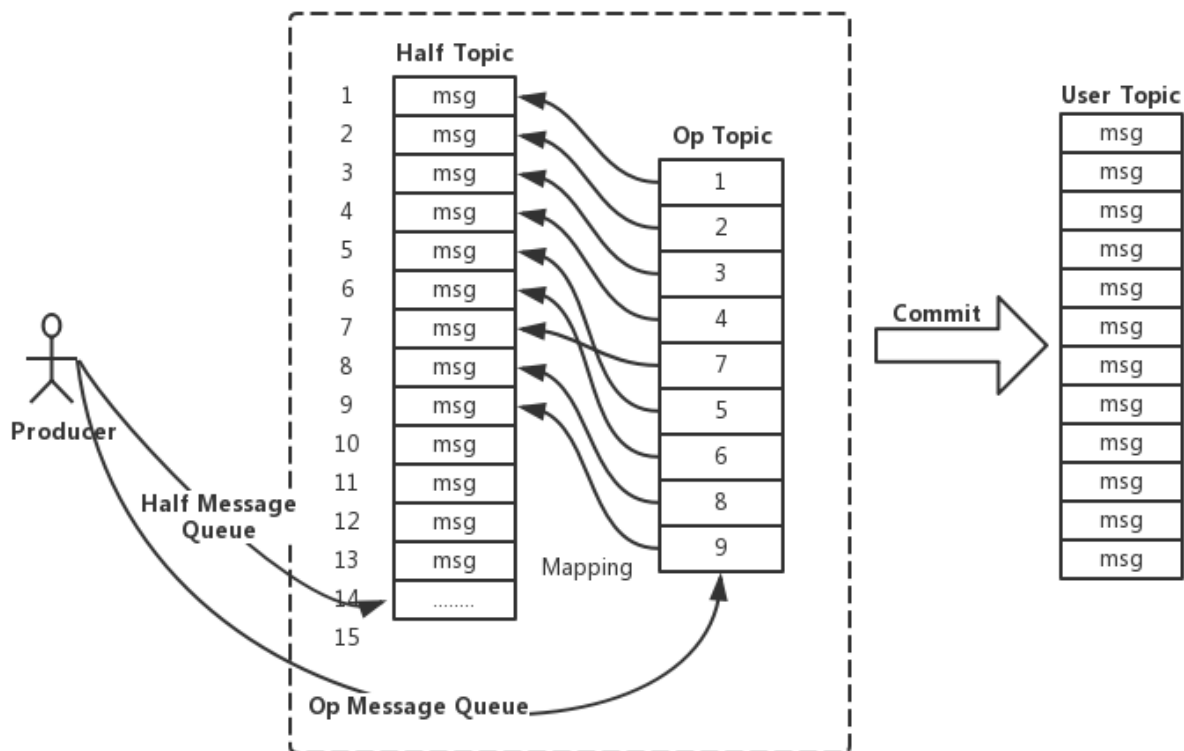 Half Topic
1
msg
2
msg
3
msg
4
msg
5
msg
6
msg
7
msg
8
msg
9
msg
10
msg
11
msg
12
msg
13
msg
14
........
15
Op Topic
1
2
3
4
7
5
6
8
9
Mapping
Producer
Half Message
Queue
Op Message Queue
Commit
User Topic
msg
msg
msg
msg
msg
msg
msg
msg
msg
msg
msg
msg